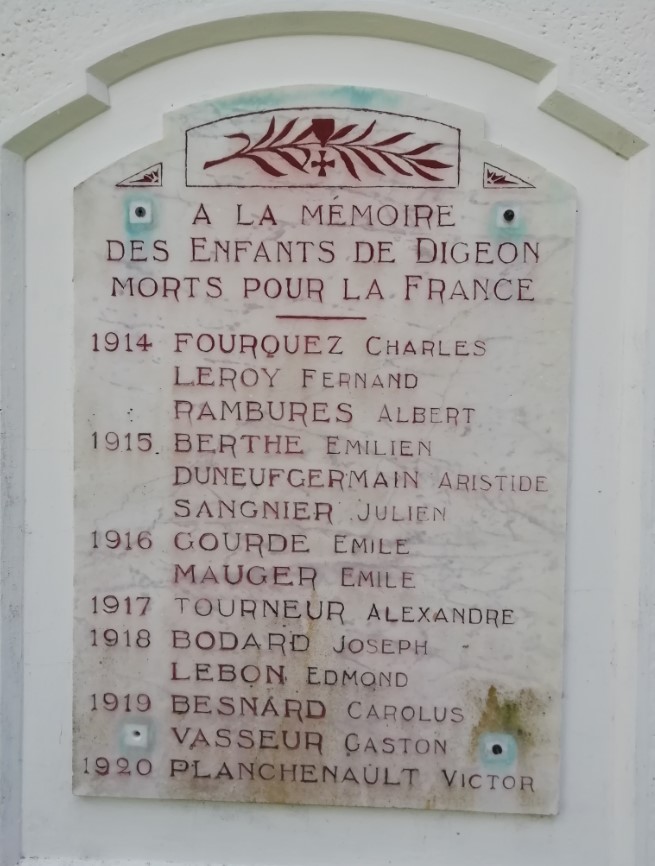 A LA MÉMOIRE
DES ENFANTS DE DIGEON
MORTS POUR LA FRANCE
1914 FOURQUEZ CHARLES
LEROY FERNAND
RAMBURES ALBERT
1915. BERTHE EMILIEN
DUNEUFGERMAIN ARISTIDE
SANGNIER JULIEN
1916 GOURDE EMILE
MAUGER EMILE
1917 TOURNEUR ALEXANDRE
1918 BODARD JOSEPH
LEBON EDMOND
1919 BESNARD CAROLUS
VASSEUR GASTON
1920 PLANCHENAULT VICTOR